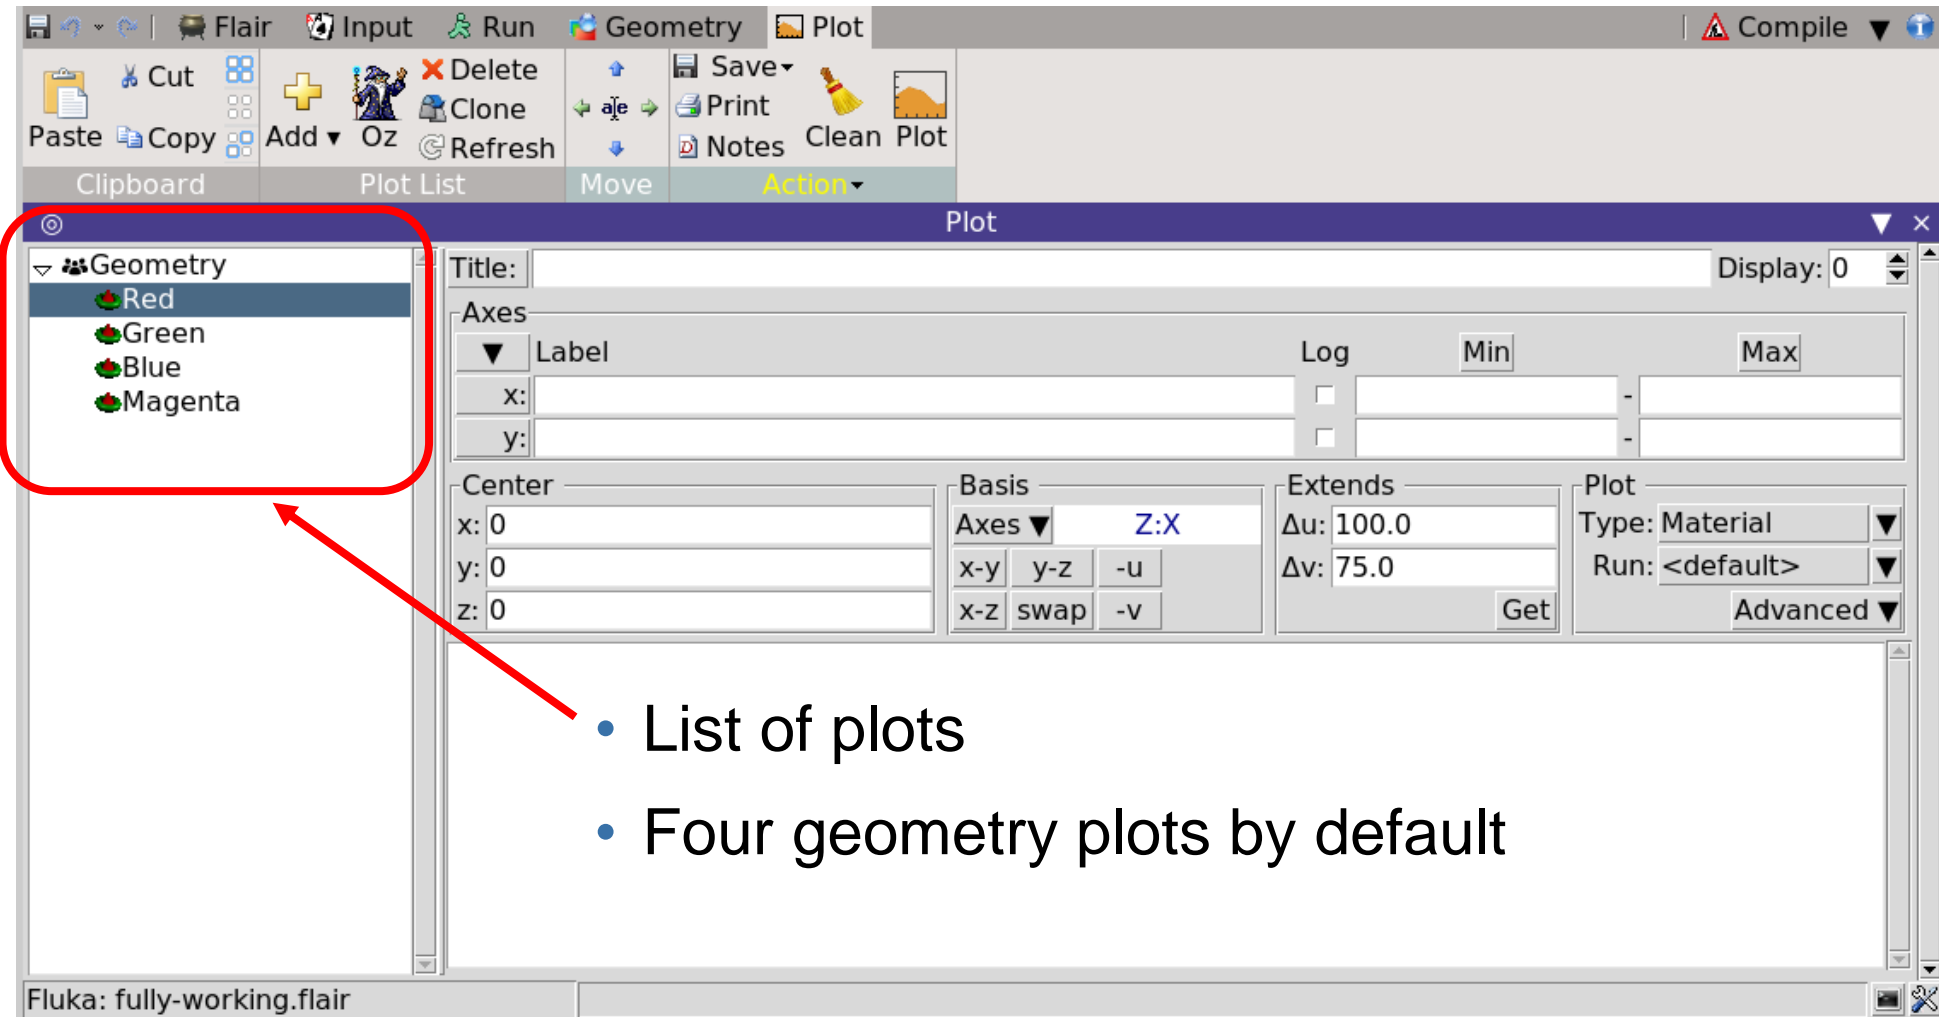 Flair Input Run Geometry Plot Compile
Cut Delete Save
Clone ale Print
Paste Copy Add Oz Refresh Notes Clean Plot
Clipboard Plot List Move Action
Plot
Geometry
Red
Green
Blue
Magenta
Title: Display: 0
Axes
Label Log Min Max
x: -
y: -
Center Basis Extends Plot
x: 0 Axes Z:X Δu: 100.0 Type: Material
y: 0 x-y y-z -u Δv: 75.0 Run: <default>
z: 0 x-z swap -v Get Advanced
• List of plots
• Four geometry plots by default
Fluka: fully-working.flair